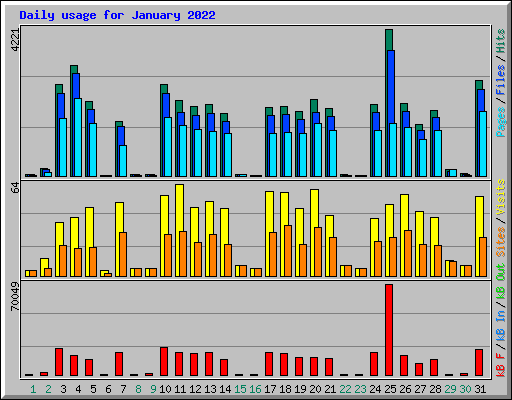 Daily usage for January 2022
4221
Pages / Files / Hits
64
Sites / Visits
70049
kB F / kB In / kB Out
1 2 3 4 5 6 7 8 9 10 11 12 13 14 15 16 17 18 19 20 21 22 23 24 25 26 27 28 29 30 31